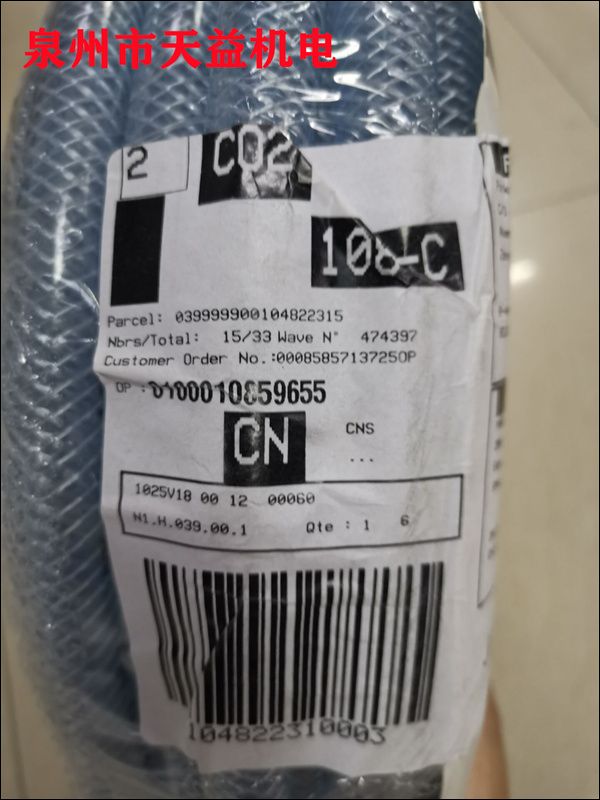 泉州市天益机电
2
CO2
108-C
Parcel: 039999900104822315
Nbrs/Total: 15/33 Wave N° 474397
Customer Order No.:00085857137250P
OP : 0100010859655
CN
CNS
...
1025V18 00 12 00060
N1.H.039.00.1 Qte : 1 6
104822310003